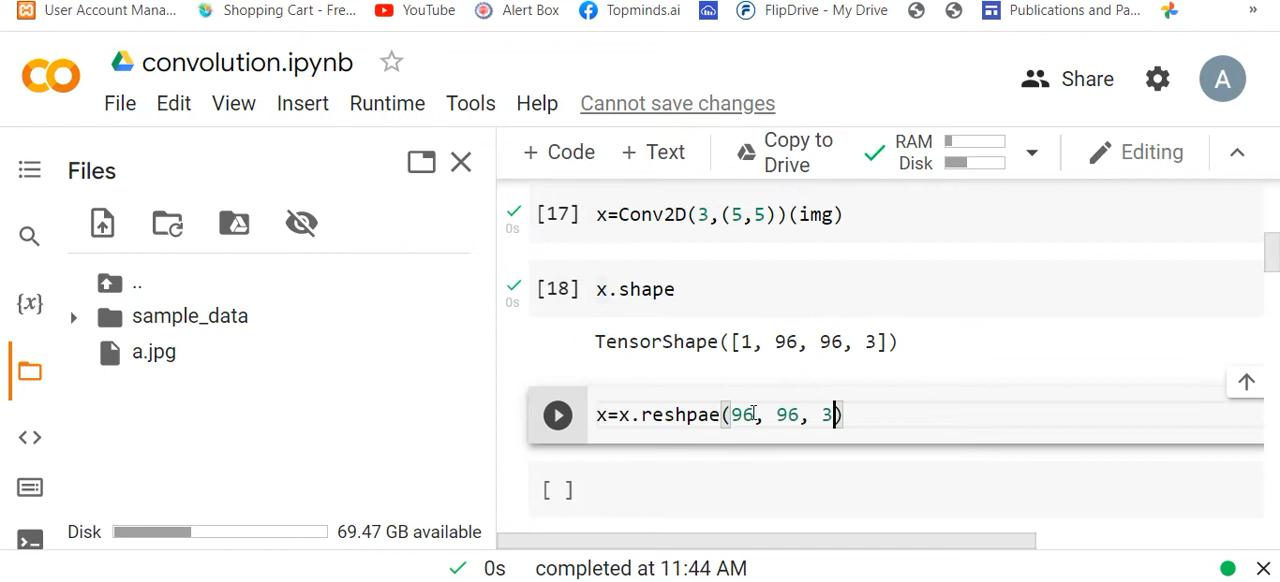 User Account Mana... Shopping Cart - Fre... YouTube Alert Box Topminds.ai FlipDrive - My Drive Publications and Pa... »
convolution.ipynb
File Edit View Insert Runtime Tools Help Cannot save changes
Share A
Files
+ Code + Text Copy to Drive RAM Disk Editing
[17] x=Conv2D(3,(5,5))(img)
0s
..
[18] x.shape
0s
{x}
sample_data
TensorShape([1, 96, 96, 3])
a.jpg
x=x.reshpae(96, 96, 3)
[ ]
Disk 69.47 GB available
0s completed at 11:44 AM